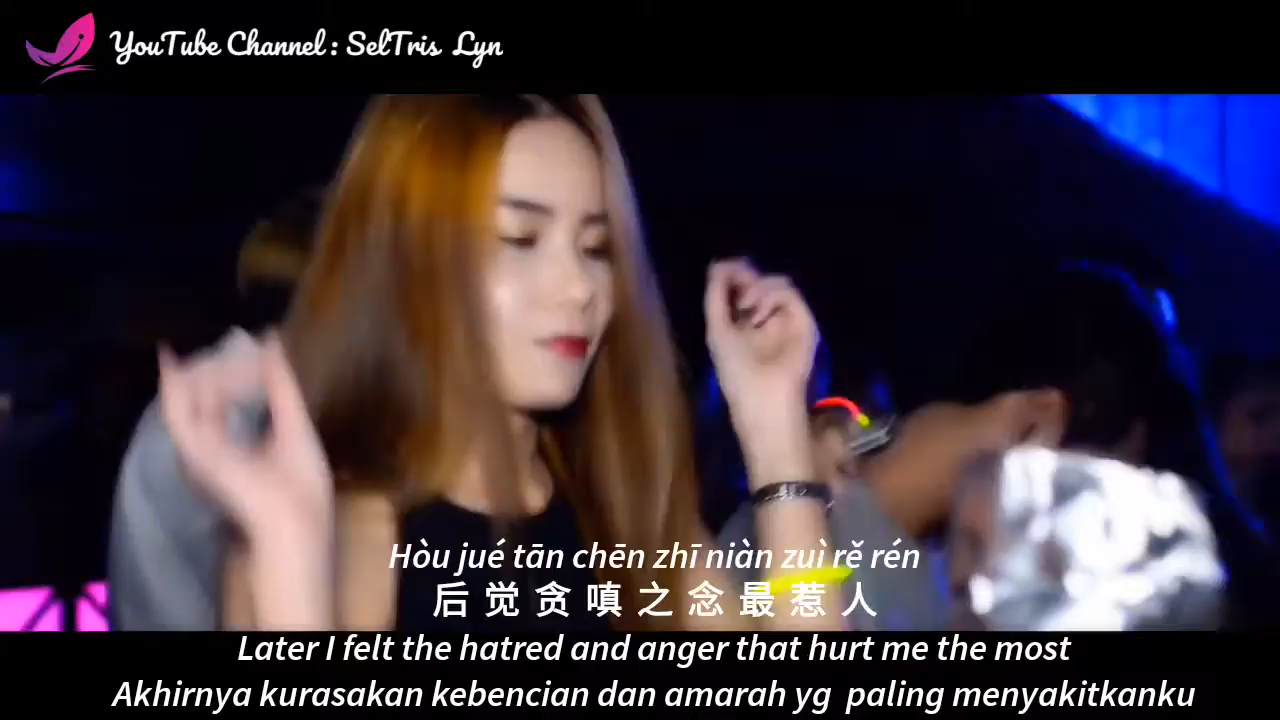 YouTube Channel : SelTris Lyn
Hòu jué tān chēn zhī niàn zuì rě rén
后觉贪嗔之念最惹人
Later I felt the hatred and anger that hurt me the most
Akhirnya kurasakan kebencian dan amarah yg paling menyakitkanku